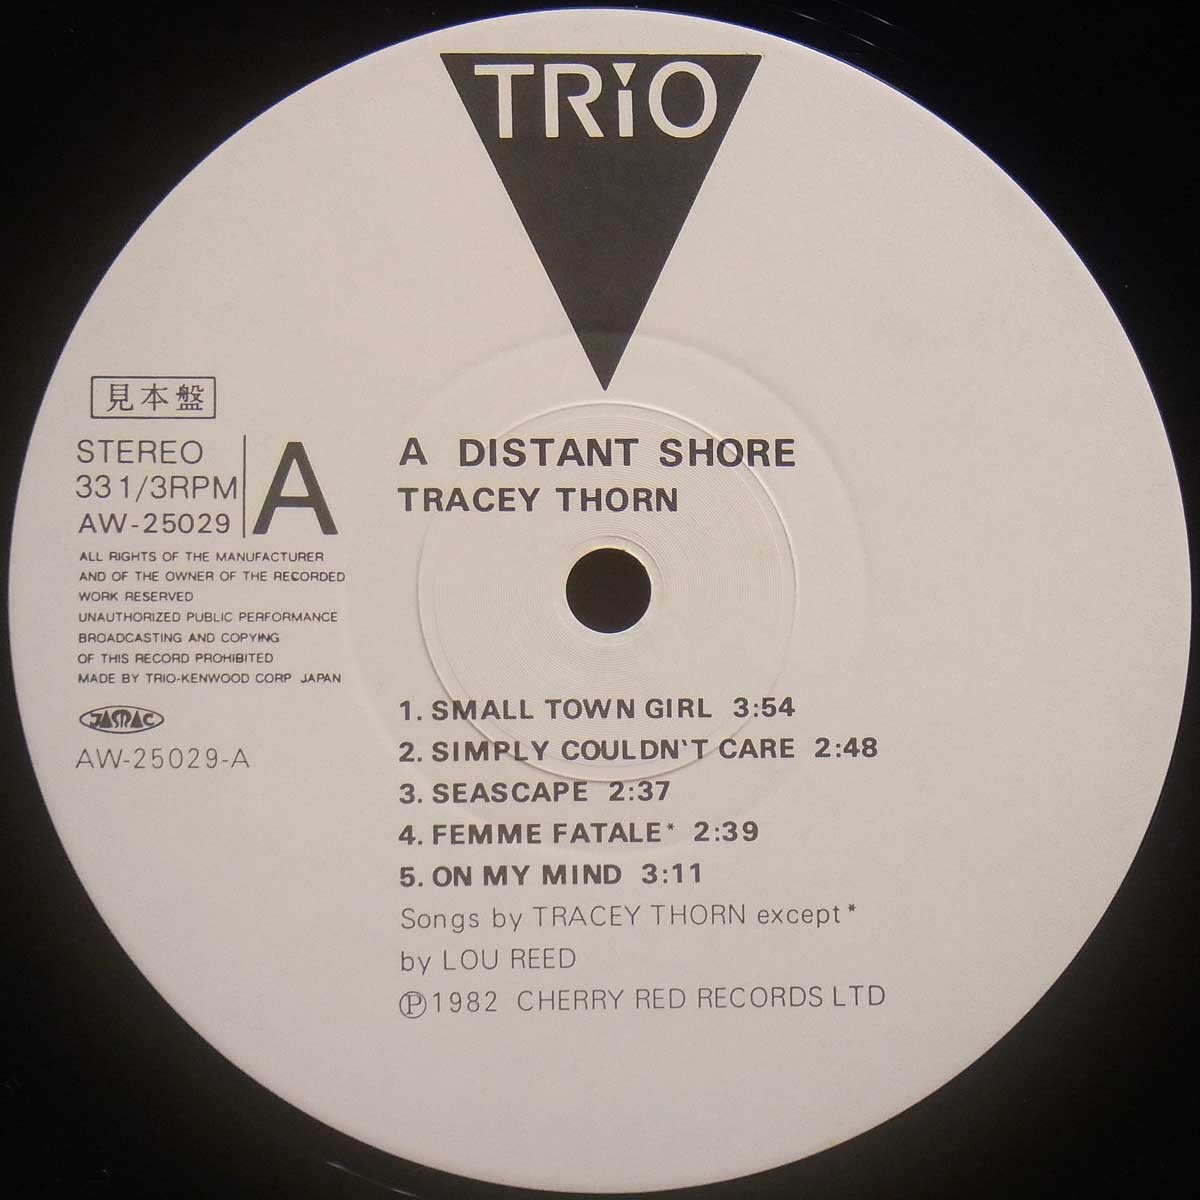 TRiO
見本盤
STEREO
33 1/3RPM
AW-25029
A
ALL RIGHTS OF THE MANUFACTURER
AND OF THE OWNER OF THE RECORDED
WORK RESERVED
UNAUTHORIZED PUBLIC PERFORMANCE
BROADCASTING AND COPYING
OF THIS RECORD PROHIBITED
MADE BY TRIO-KENWOOD CORP JAPAN
JASRAC
AW-25029-A
A DISTANT SHORE
TRACEY THORN
1. SMALL TOWN GIRL 3:54
2. SIMPLY COULDN'T CARE 2:48
3. SEASCAPE 2:37
4. FEMME FATALE* 2:39
5. ON MY MIND 3:11
Songs by TRACEY THORN except*
by LOU REED
Ⓟ1982 CHERRY RED RECORDS LTD